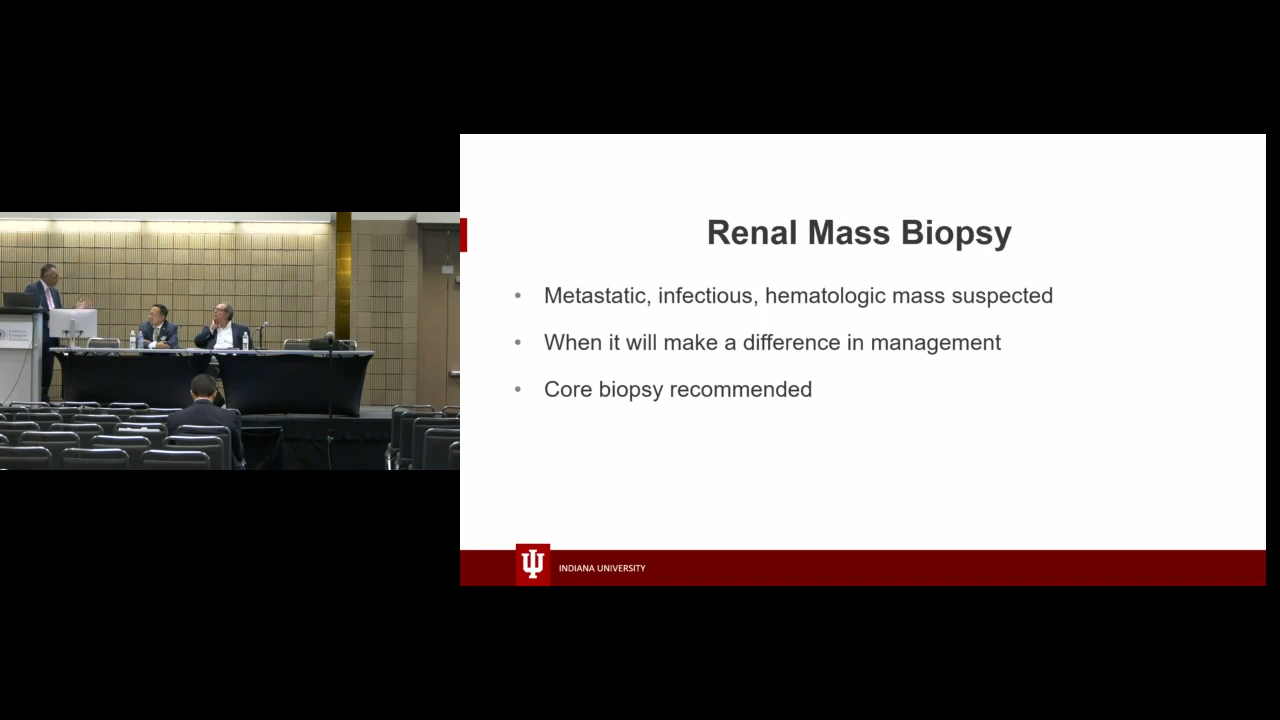 Renal Mass Biopsy
• Metastatic, infectious, hematologic mass suspected
• When it will make a difference in management
• Core biopsy recommended
INDIANA UNIVERSITY